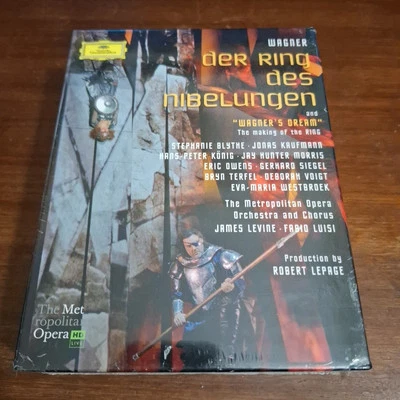 WAGNER
DER RING
DES
NIBELUNGEN
and
"WAGNER'S DREAM"
The making of the RING
STEPHANIE BLYTHE · JONAS KAUFMANN
HANS-PETER KÖNIG · JAY HUNTER MORRIS
ERIC OWENS · GERHARD SIEGEL
BRYN TERFEL · DEBORAH VOIGT
EVA-MARIA WESTBROEK
The Metropolitan Opera
Orchestra and Chorus
JAMES LEVINE · FABIO LUISI
Production by
ROBERT LEPAGE
The Met
ropolitan
Opera HD
LIVE